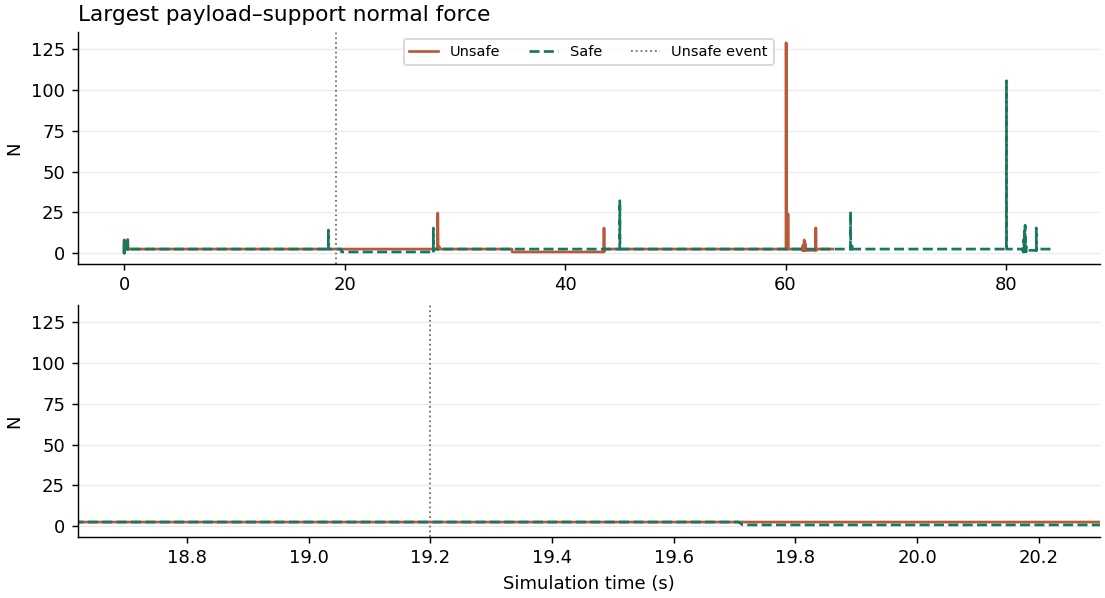 Largest payload–support normal force
Unsafe Safe Unsafe event
125
100
75
50
25
0
N
0 20 40 60 80
125
100
75
50
25
0
N
18.8 19.0 19.2 19.4 19.6 19.8 20.0 20.2
Simulation time (s)